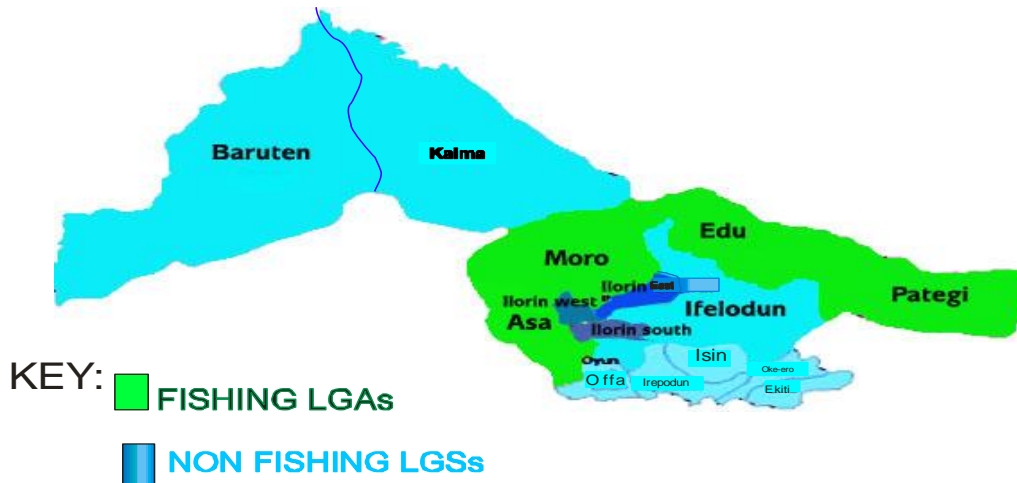 Baruten
Kaima
Edu
Moro
Pategi
Ilorin East
Ilorin west
Ifelodun
Asa
Ilorin south
Oyun
Isin
Offa
Irepodun
Oke-ero
Ekiti
KEY:
FISHING LGAs
NON FISHING LGSs